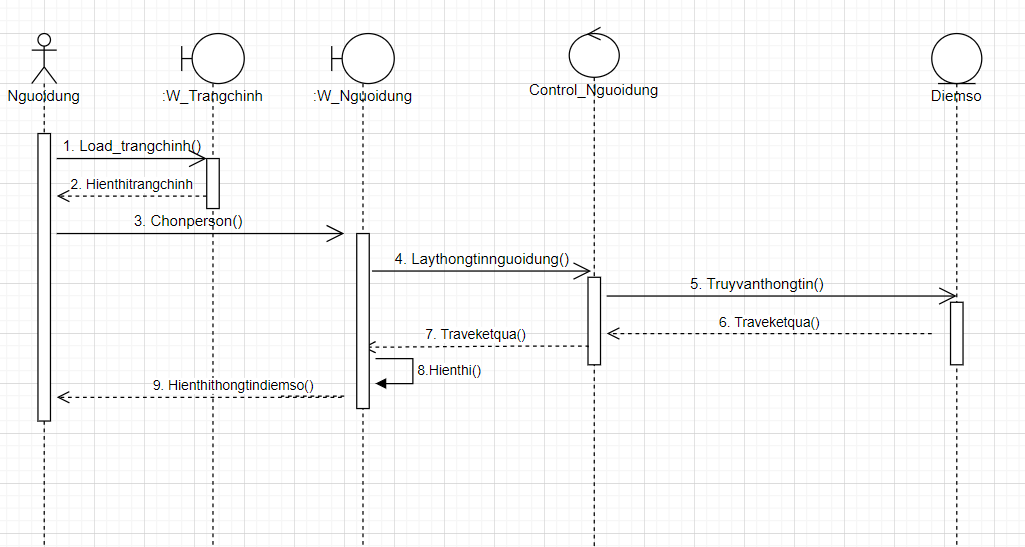 Nguoidung
:W_Trangchinh
:W_Nguoidung
Control_Nguoidung
Diemso
1. Load_trangchinh()
2. Hienthitrangchinh
3. Chonperson()
4. Laythongtinnguoidung()
5. Truyvanthongtin()
6. Traveketqua()
7. Traveketqua()
8.Hienthi()
9. Hienthithongtindiemso()